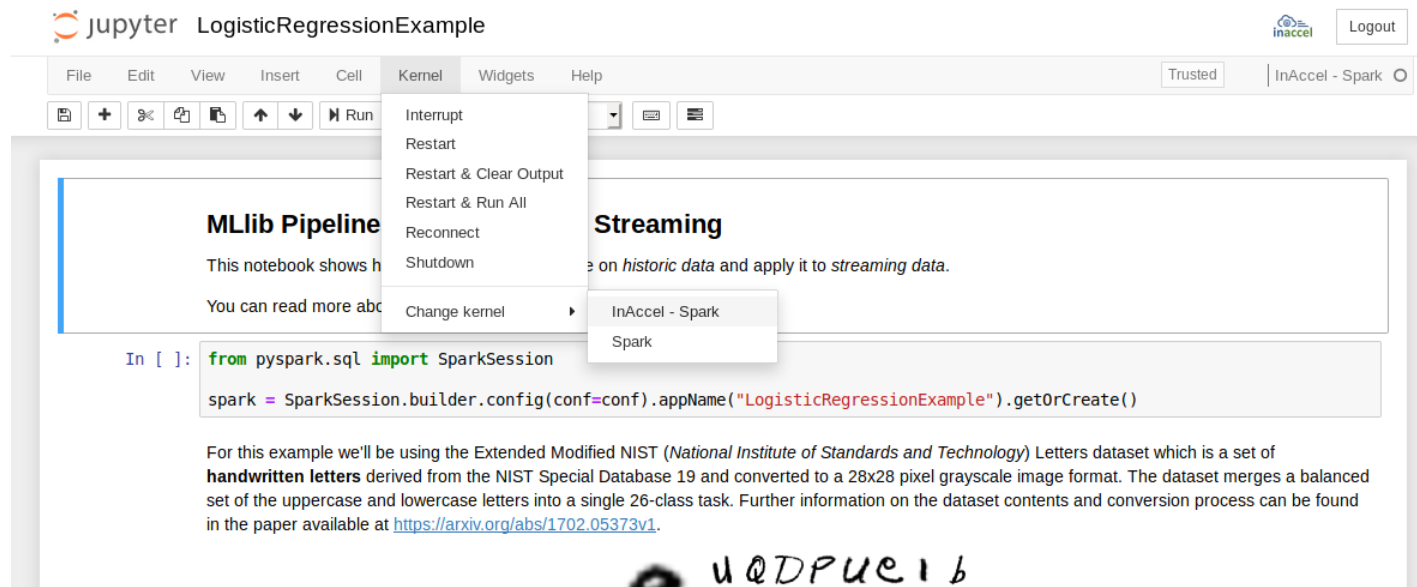 jupyter LogisticRegressionExample
inaccel
Logout
File Edit View Insert Cell Kernel Widgets Help
Trusted
InAccel - Spark
Run
Interrupt
Restart
Restart & Clear Output
Restart & Run All
Reconnect
Shutdown
Change kernel
InAccel - Spark
Spark
MLlib Pipeline Streaming
This notebook shows h e on historic data and apply it to streaming data.
You can read more abo
In [ ]: from pyspark.sql import SparkSession
spark = SparkSession.builder.config(conf=conf).appName("LogisticRegressionExample").getOrCreate()
For this example we'll be using the Extended Modified NIST (National Institute of Standards and Technology) Letters dataset which is a set of
handwritten letters derived from the NIST Special Database 19 and converted to a 28x28 pixel grayscale image format. The dataset merges a balanced
set of the uppercase and lowercase letters into a single 26-class task. Further information on the dataset contents and conversion process can be found
in the paper available at https://arxiv.org/abs/1702.05373v1.
u Q D P U e I b